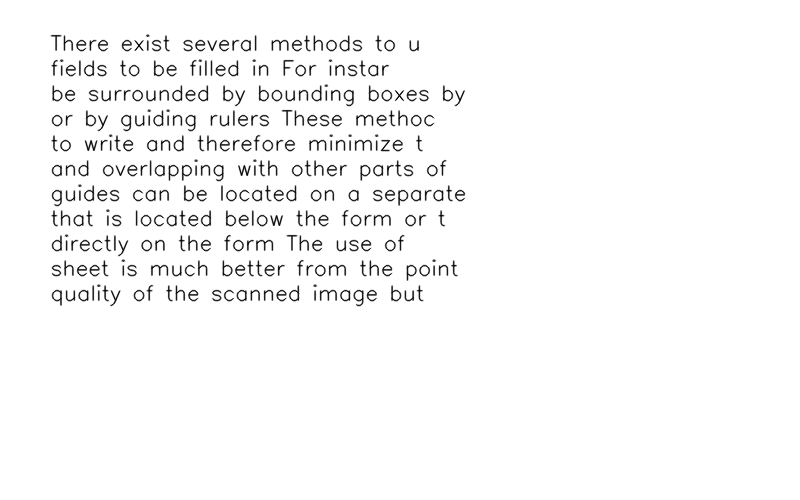 There exist several methods to u
fields to be filled in For instar
be surrounded by bounding boxes by
or by guiding rulers These methoc
to write and therefore minimize t
and overlapping with other parts of
guides can be located on a separate
that is located below the form or t
directly on the form The use of
sheet is much better from the point
quality of the scanned image but